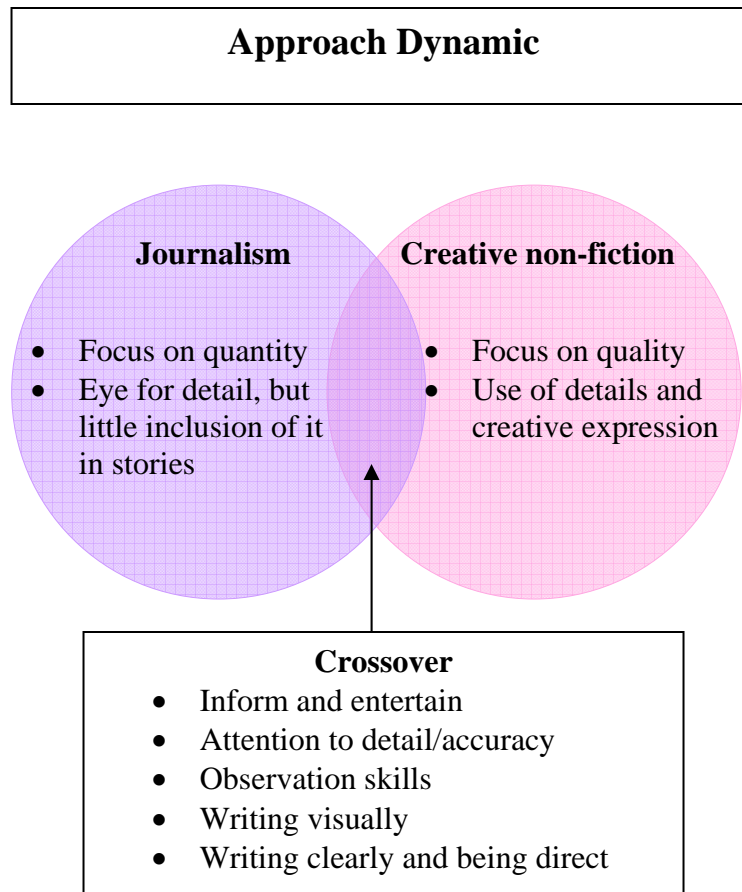 Approach Dynamic
Journalism
• Focus on quantity
• Eye for detail, but
little inclusion of it
in stories
Creative non-fiction
• Focus on quality
• Use of details and
creative expression
Crossover
• Inform and entertain
• Attention to detail/accuracy
• Observation skills
• Writing visually
• Writing clearly and being direct